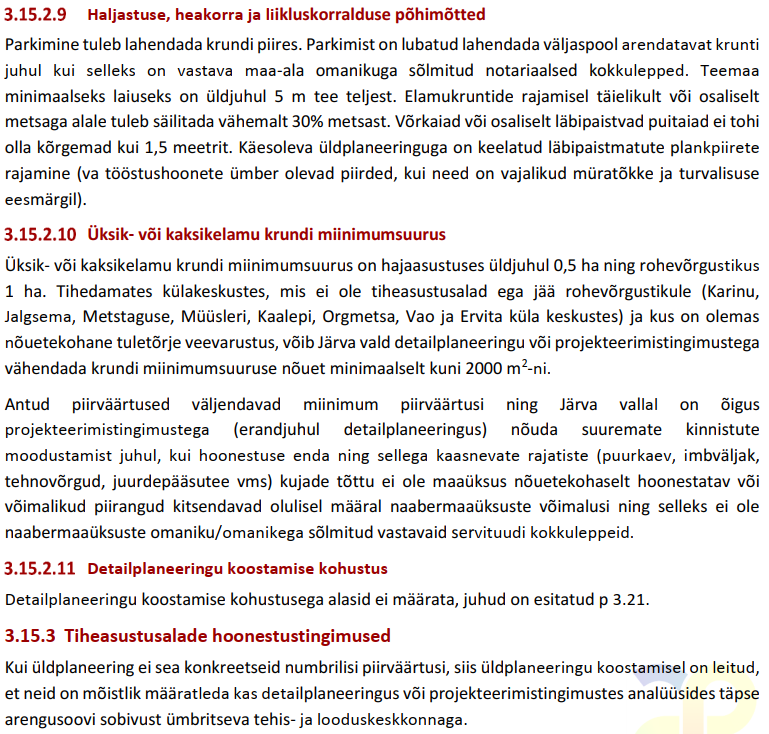 3.15.2.9 Haljastuse, heakorra ja liikluskorralduse põhimõtted
Parkimine tuleb lahendada krundi piires. Parkimist on lubatud lahendada väljaspool arendatavat krunti
juhul kui selleks on vastava maa-ala omanikuga sõlmitud notariaalsed kokkulepped. Teemaa
minimaalseks laiuseks on üldjuhul 5 m tee teljest. Elamukruntide rajamisel täielikult või osaliselt
metsaga alale tuleb säilitada vähemalt 30% metsast. Võrkaiad või osaliselt läbipaistvad puitaiad ei tohi
olla kõrgemad kui 1,5 meetrit. Käesoleva üldplaneeringuga on keelatud läbipaistmatute plankpiirete
rajamine (va tööstushoonete ümber olevad piirded, kui need on vajalikud müratõkke ja turvalisuse
eesmärgil).
3.15.2.10 Üksik- või kaksikelamu krundi miinimumsuurus
Üksik- või kaksikelamu krundi miinimumsuurus on hajaasustuses üldjuhul 0,5 ha ning rohevõrgustikus
1 ha. Tihedamates külakeskustes, mis ei ole tiheasustusalad ega jää rohevõrgustikule (Karinu,
Jalgsema, Metstaguse, Müüsleri, Kaalepi, Orgmetsa, Vao ja Ervita küla keskustes) ja kus on olemas
nõuetekohane tuletõrje veevarustus, võib Järva vald detailplaneeringu või projekteerimistingimustega
vähendada krundi miinimumsuuruse nõuet minimaalselt kuni 2000 m²-ni.
Antud piirväärtused väljendavad miinimum piirväärtusi ning Järva vallal on õigus
projekteerimistingimustega (erandjuhul detailplaneeringus) nõuda suuremate kinnistute
moodustamist juhul, kui hoonestuse enda ning sellega kaasnevate rajatiste (puurkaev, imbväljak,
tehnovõrgud, juurdepääsutee vms) kujade tõttu ei ole maaüksus nõuetekohaselt hoonestatav või
võimalikud piirangud kitsendavad olulisel määral naabermaaüksuste võimalusi ning selleks ei ole
naabermaaüksuste omaniku/omanikega sõlmitud vastavaid servituudi kokkuleppeid.
3.15.2.11 Detailplaneeringu koostamise kohustus
Detailplaneeringu koostamise kohustusega alasid ei määrata, juhud on esitatud p 3.21.
3.15.3 Tiheasustusalade hoonestustingimused
Kui üldplaneering ei sea konkreetseid numbrilisi piirväärtusi, siis üldplaneeringu koostamisel on leitud,
et neid on mõistlik määratleda kas detailplaneeringus või projekteerimistingimustes analüüsides täpse
arengusoovi sobivust ümbritseva tehis- ja looduskeskkonnaga.